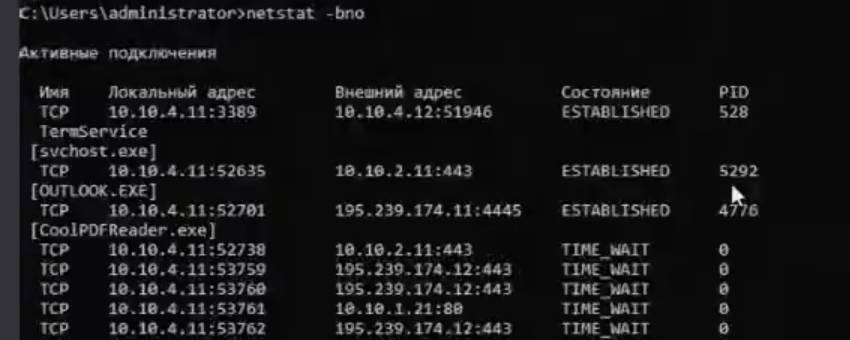 C:\Users\administrator>netstat -bno
Активные подключения
Имя Локальный адрес Внешний адрес Состояние PID
TCP 10.10.4.11:3389 10.10.4.12:51946 ESTABLISHED 528
TermService
[svchost.exe]
TCP 10.10.4.11:52635 10.10.2.11:443 ESTABLISHED 5292
[OUTLOOK.EXE]
TCP 10.10.4.11:52701 195.239.174.11:4445 ESTABLISHED 4776
[CoolPDFReader.exe]
TCP 10.10.4.11:52738 10.10.2.11:443 TIME_WAIT 0
TCP 10.10.4.11:53759 195.239.174.12:443 TIME_WAIT 0
TCP 10.10.4.11:53760 195.239.174.12:443 TIME_WAIT 0
TCP 10.10.4.11:53761 10.10.1.21:80 TIME_WAIT 0
TCP 10.10.4.11:53762 195.239.174.12:443 TIME_WAIT 0